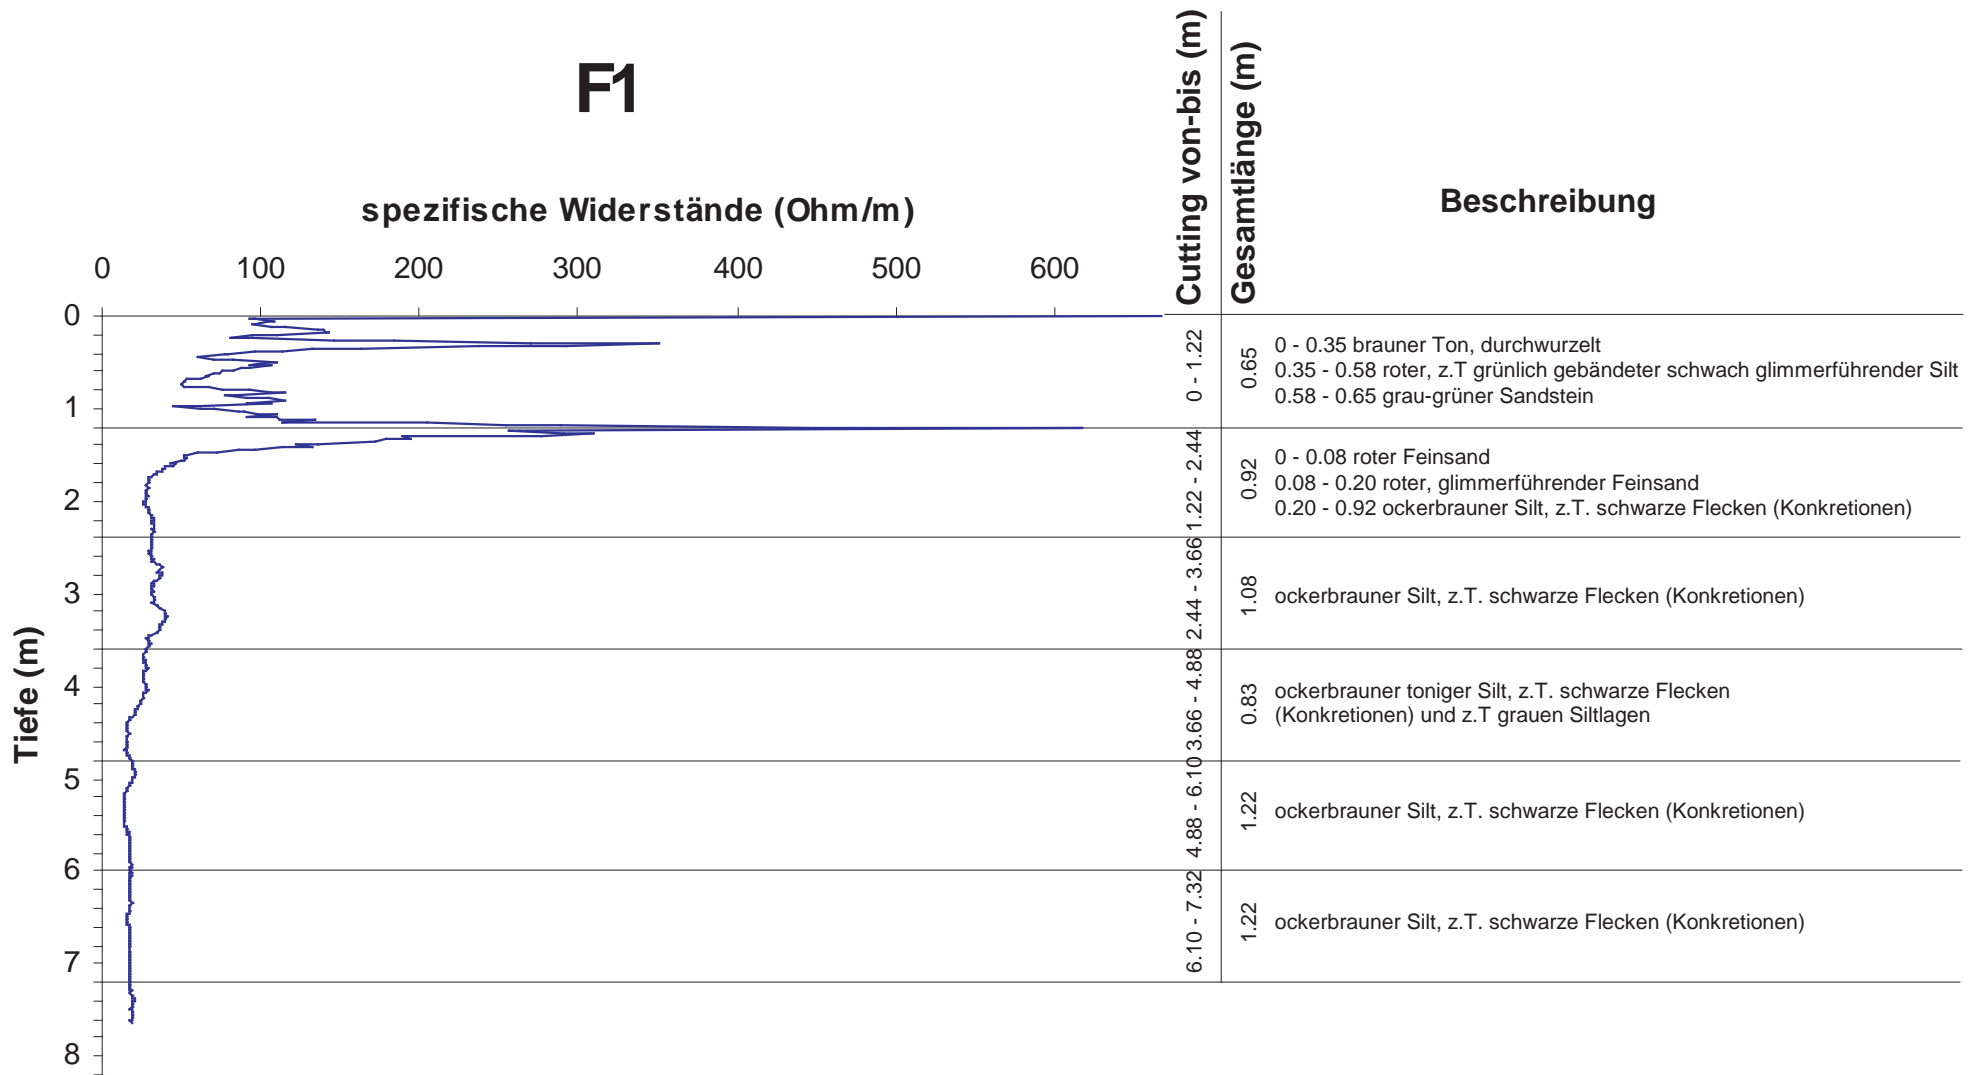 F1
spezifische Widerstände (Ohm/m)
0 100 200 300 400 500 600
Tiefe (m)
0
1
2
3
4
5
6
7
8
Cutting von-bis (m)
Gesamtlänge (m)
Beschreibung
0 - 1.22
0.65
0 - 0.35 brauner Ton, durchwurzelt
0.35 - 0.58 roter, z.T grünlich gebändeter schwach glimmerführender Silt
0.58 - 0.65 grau-grüner Sandstein
1.22 - 2.44
0.92
0 - 0.08 roter Feinsand
0.08 - 0.20 roter, glimmerführender Feinsand
0.20 - 0.92 ockerbrauner Silt, z.T. schwarze Flecken (Konkretionen)
2.44 - 3.66
1.08
ockerbrauner Silt, z.T. schwarze Flecken (Konkretionen)
3.66 - 4.88
0.83
ockerbrauner toniger Silt, z.T. schwarze Flecken
(Konkretionen) und z.T grauen Siltlagen
4.88 - 6.10
1.22
ockerbrauner Silt, z.T. schwarze Flecken (Konkretionen)
6.10 - 7.32
1.22
ockerbrauner Silt, z.T. schwarze Flecken (Konkretionen)